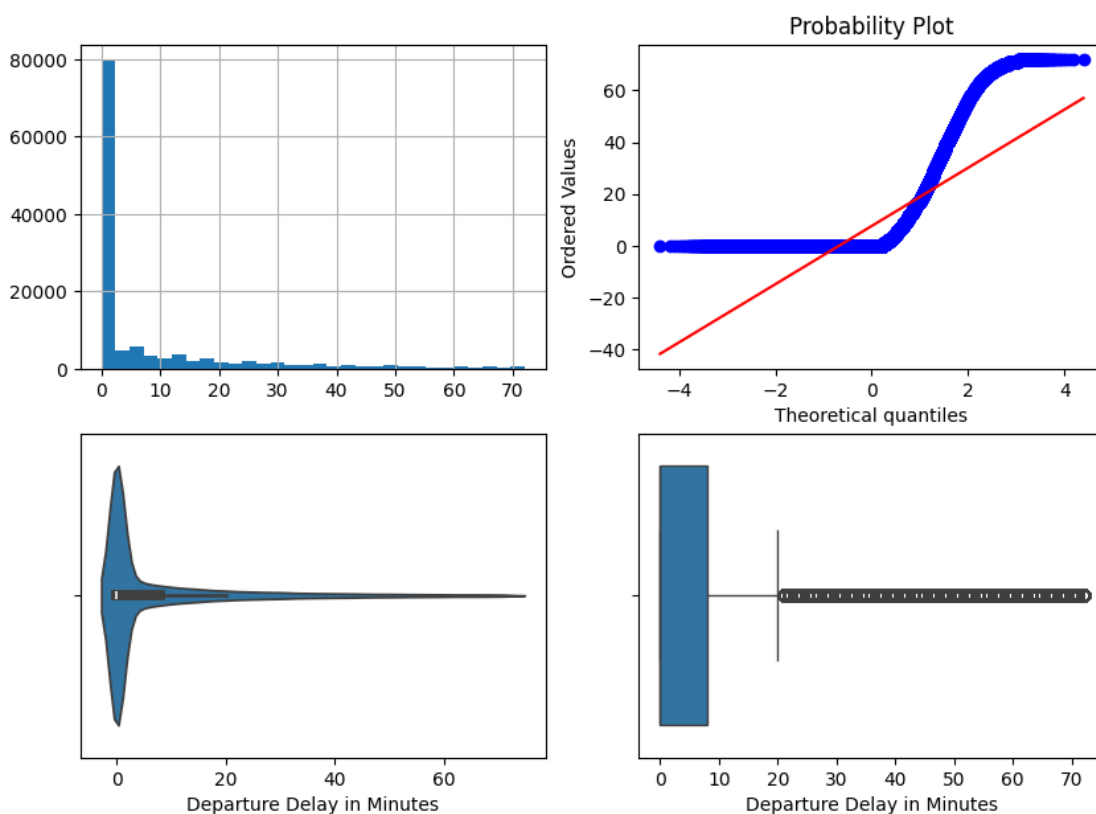 80000
60000
40000
20000
0
0 10 20 30 40 50 60 70
Probability Plot
Ordered Values
60
40
20
0
−20
−40
−4 −2 0 2 4
Theoretical quantiles
0 20 40 60
Departure Delay in Minutes
0 10 20 30 40 50 60 70
Departure Delay in Minutes